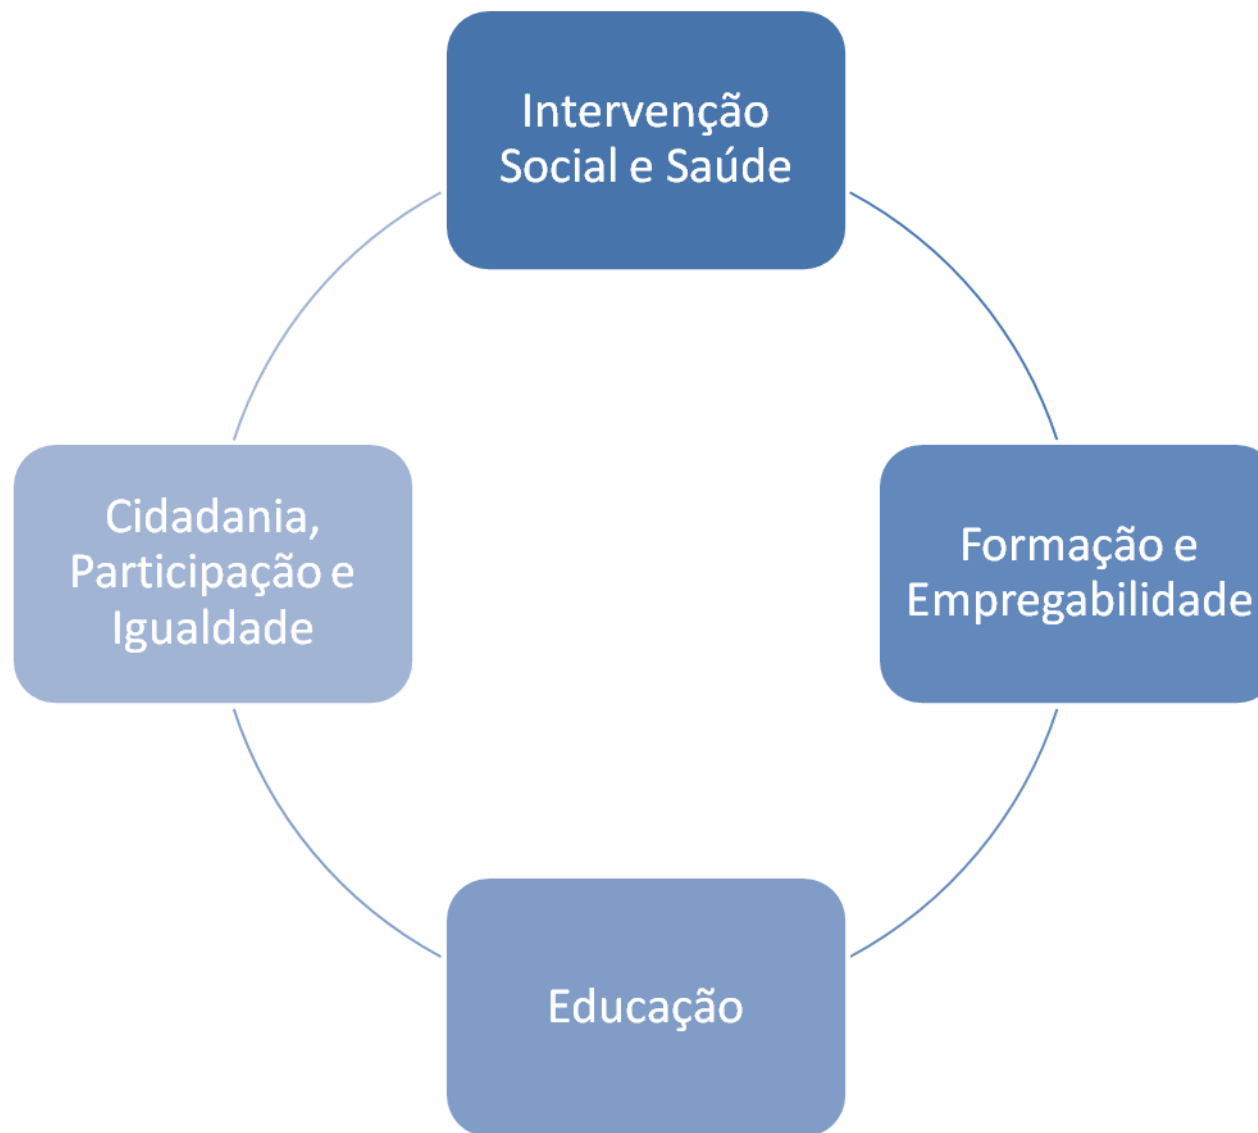 Intervenção
Social e Saúde
Cidadania,
Participação e
Igualdade
Formação e
Empregabilidade
Educação